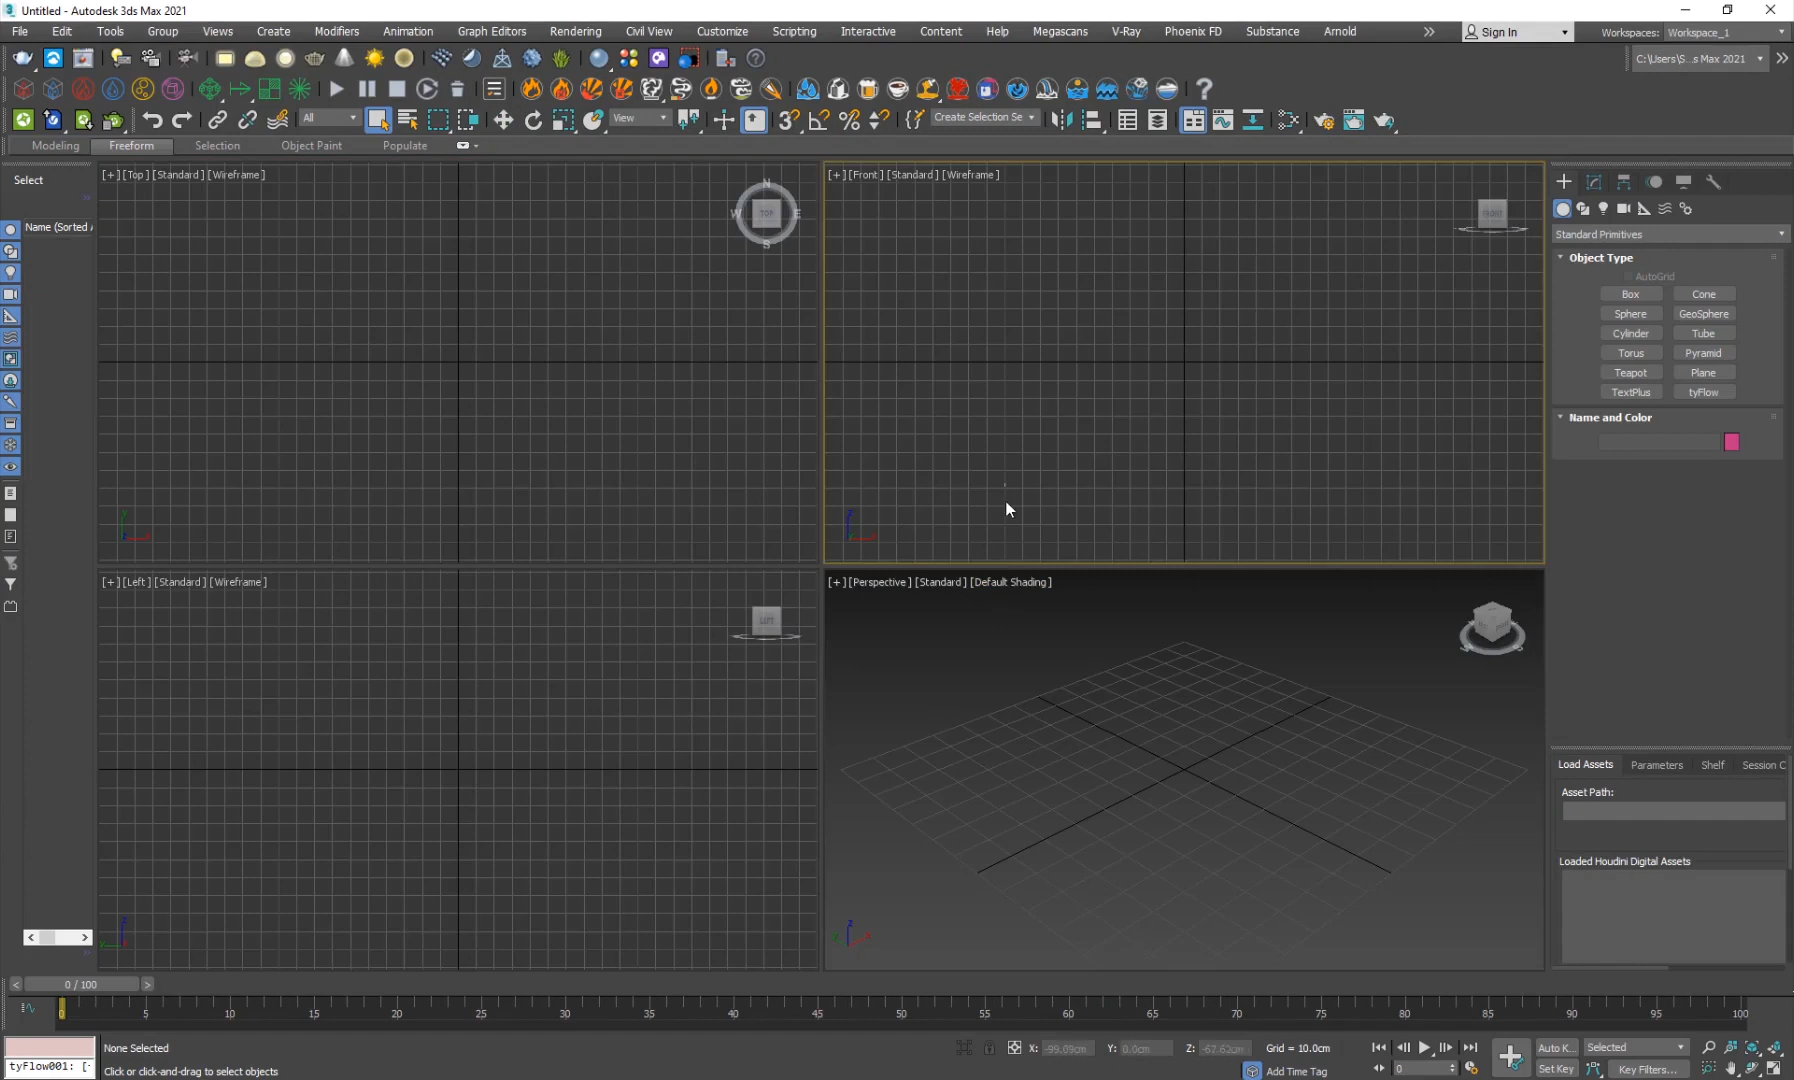 Untitled - Autodesk 3ds Max 2021
File Edit Tools Group Views Create Modifiers Animation Graph Editors Rendering Civil View Customize Scripting Interactive Content Help Megascans V-Ray Phoenix FD Substance Arnold Sign In Workspaces: Workspace_1
C:\Users\S...s Max 2021
All View Create Selection Se
Modeling Freeform Selection Object Paint Populate
Select
Name (Sorted A
[+] [Top] [Standard] [Wireframe]
N
W TOP E
S
[+] [Front] [Standard] [Wireframe]
FRONT
Standard Primitives
Object Type
AutoGrid
Box Cone
Sphere GeoSphere
Cylinder Tube
Torus Pyramid
Teapot Plane
TextPlus tyFlow
Name and Color
[+] [Left] [Standard] [Wireframe]
LEFT
[+] [Perspective] [Standard] [Default Shading]
Load Assets Parameters Shelf Session C
Asset Path:
Loaded Houdini Digital Assets
< >
< 0 / 100 >
0 5 10 15 20 25 30 35 40 45 50 55 60 65 70 75 80 85 90 95 100
None Selected
X: -99.09cm Y: 0.0cm Z: -67.62cm Grid = 10.0cm
Auto K... Selected
tyFlow001: [-
Click or click-and-drag to select objects
Add Time Tag
0
Set Key
Key Filters...